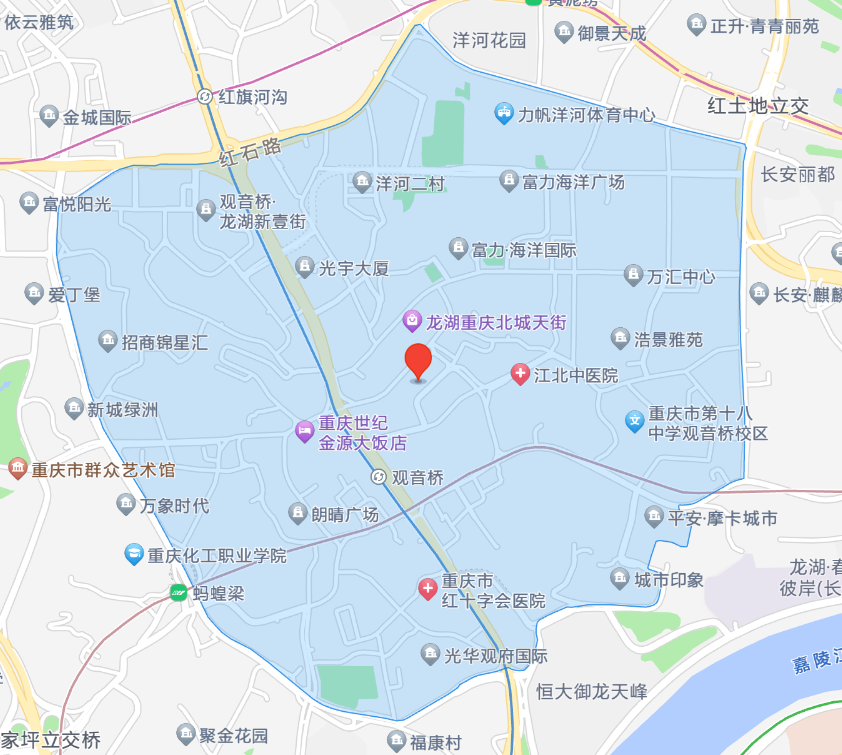 依云雅筑
洋河花园
御景天成
正升·青青丽苑
红旗河沟
金城国际
力帆洋河体育中心
红土地立交
红石路
长安丽都
洋河二村
富力海洋广场
富悦阳光
观音桥·
龙湖新壹街
富力·海洋国际
光宇大厦
万汇中心
爱丁堡
长安·麒麟
龙湖重庆北城天街
招商锦星汇
浩景雅苑
江北中医院
新城绿洲
重庆市第十八
中学观音桥校区
重庆世纪
金源大饭店
重庆市群众艺术馆
观音桥
万象时代
朗晴广场
平安·摩卡城市
重庆化工职业学院
龙湖·春
彼岸(长
城市印象
重庆市
红十字会医院
蚂蝗梁
光华观府国际
嘉陵江
恒大御龙天峰
家坪立交桥
聚金花园
福康村